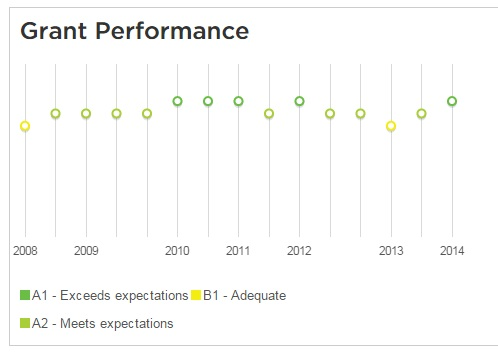 Grant Performance
2008 2009 2010 2011 2012 2013 2014
A1 - Exceeds expectations B1 - Adequate
A2 - Meets expectations